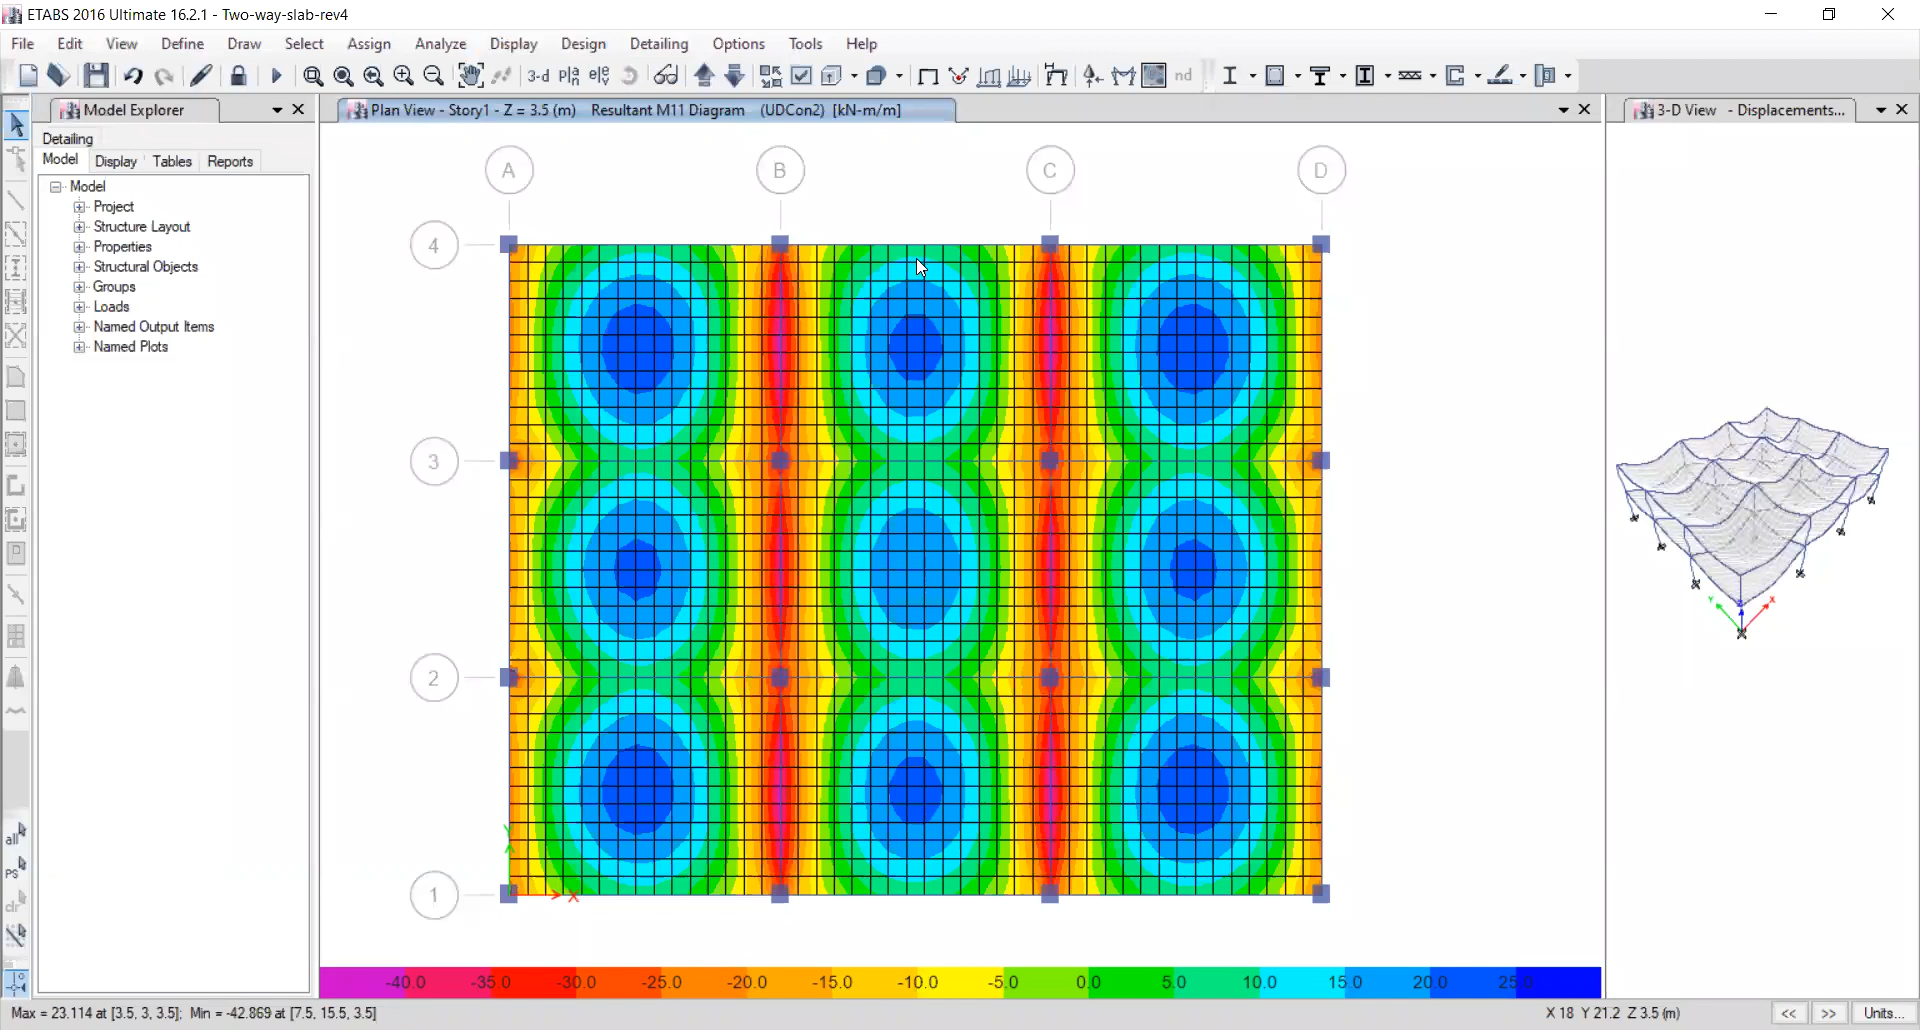 ETABS 2016 Ultimate 16.2.1 - Two-way-slab-rev4
File Edit View Define Draw Select Assign Analyze Display Design Detailing Options Tools Help
3-d nd
Model Explorer
Plan View - Story1 - Z = 3.5 (m) Resultant M11 Diagram (UDCon2) [kN-m/m]
3-D View - Displacements...
Detailing
Model Display Tables Reports
Model
Project
Structure Layout
Properties
Structural Objects
Groups
Loads
Named Output Items
Named Plots
A B C D
4
3
2
1
Y
X
Y
X
all
PS
dr
-40.0 -35.0 -30.0 -25.0 -20.0 -15.0 -10.0 -5.0 0.0 5.0 10.0 15.0 20.0 25.0
Max = 23.114 at [3.5, 3, 3.5]; Min = -42.869 at [7.5, 15.5, 3.5]
X 18 Y 21.2 Z 3.5 (m)
<< >> Units...